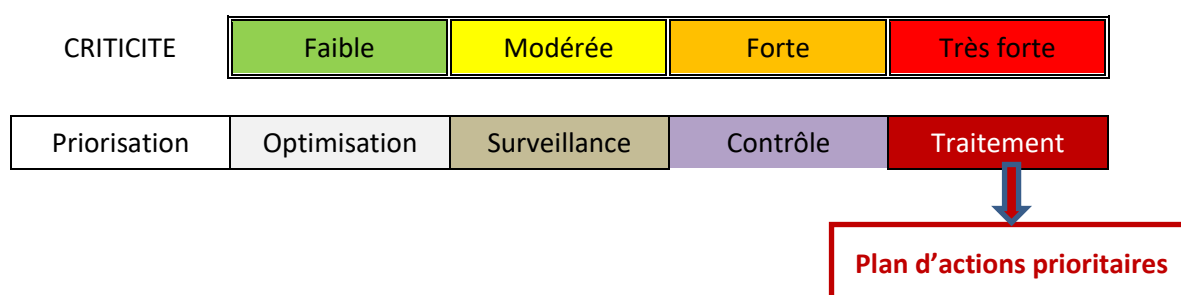 CRITICITE Faible Modérée Forte Très forte
Priorisation Optimisation Surveillance Contrôle Traitement
Plan d’actions prioritaires